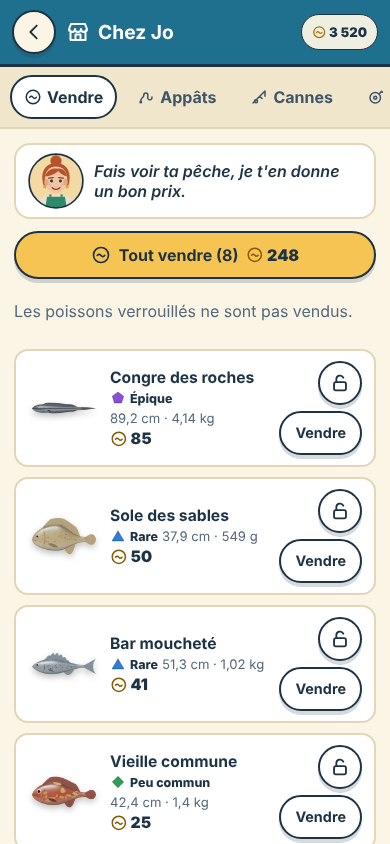 Chez Jo
3 520
Vendre
Appâts
Cannes
Fais voir ta pêche, je t'en donne
un bon prix.
Tout vendre (8) 248
Les poissons verrouillés ne sont pas vendus.
Congre des roches
Épique
89,2 cm · 4,14 kg
85
Vendre
Sole des sables
Rare 37,9 cm · 549 g
50
Vendre
Bar moucheté
Rare 51,3 cm · 1,02 kg
41
Vendre
Vieille commune
Peu commun
42,4 cm · 1,4 kg
25
Vendre